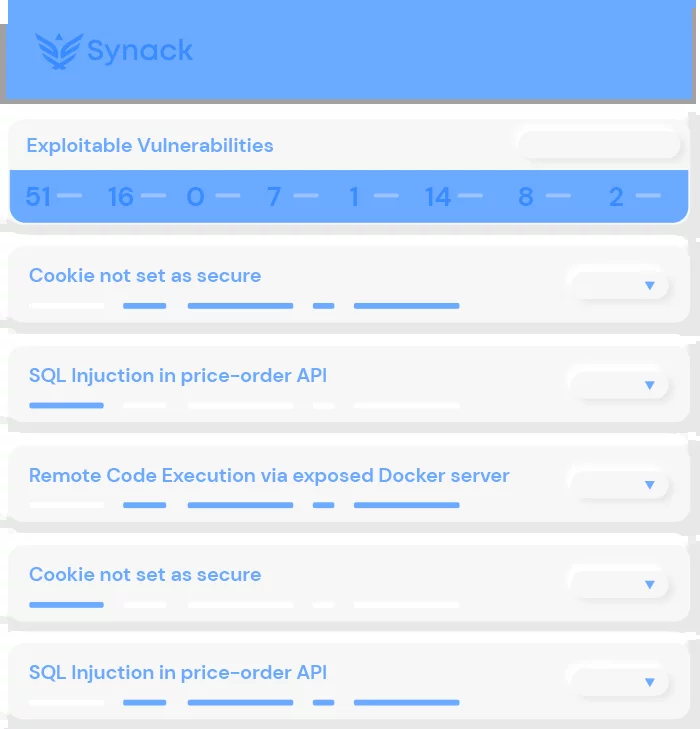 Synack
Exploitable Vulnerabilities
51 16 0 7 1 14 8 2
Cookie not set as secure
SQL Injuction in price-order API
Remote Code Execution via exposed Docker server
Cookie not set as secure
SQL Injuction in price-order API